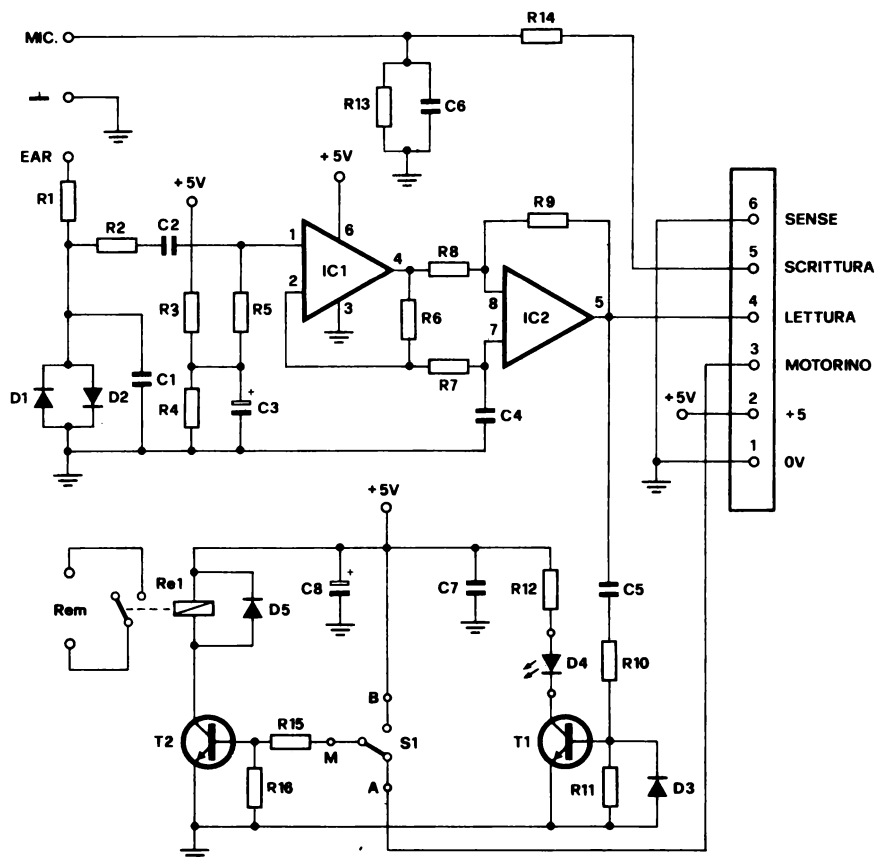 R14
MIC.
R13
C6
EAR
+5V
R1
+5V
R9
6
SENSE
R2
C2
6
R8
5
SCRITTURA
1
IC1
4
8
IC2
5
4
LETTURA
2
3
R3
R5
R6
7
3
MOTORINO
R7
D1
D2
C1
+
+5V
2
+5
R4
C3
C4
1
0V
+5V
Re1
+
C8
C7
R12
C5
Rem
D5
D4
R10
B
T2
R15
S1
T1
M
R16
A
R11
D3